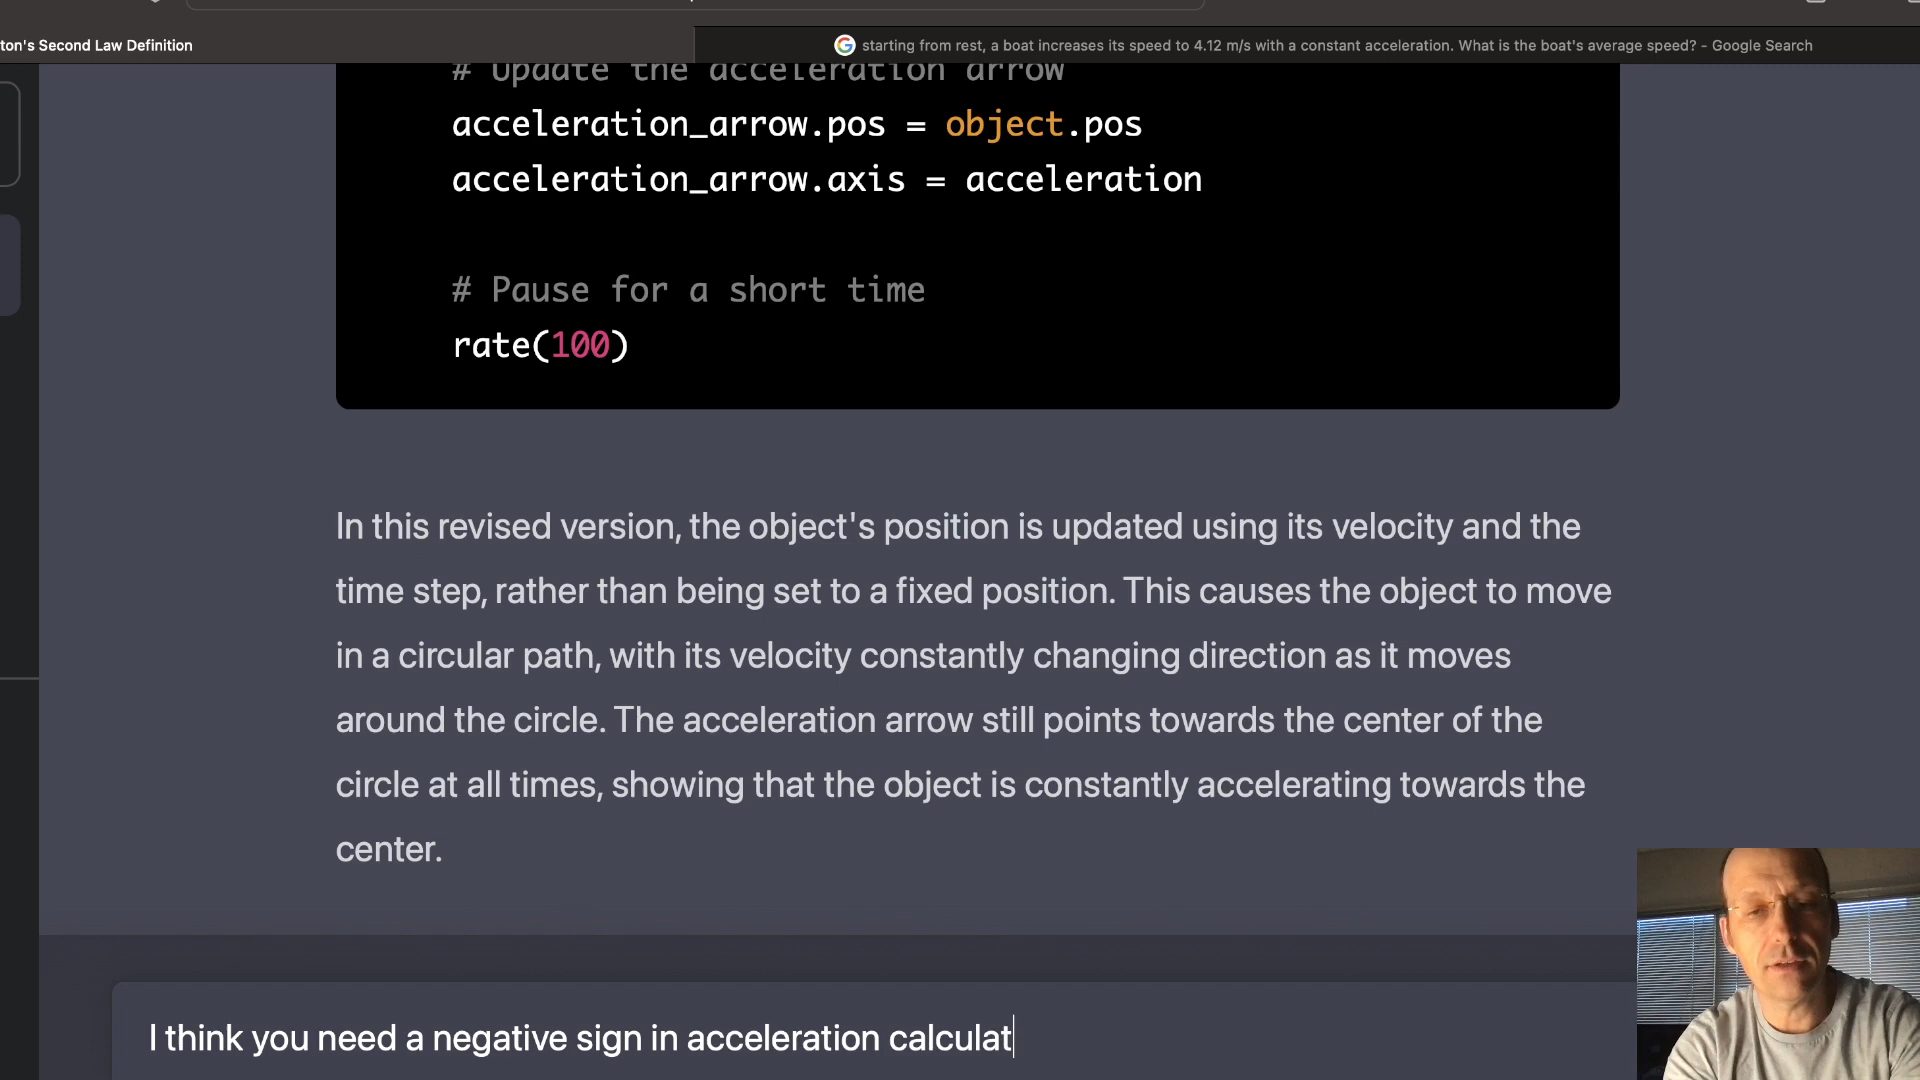 ton's Second Law Definition
starting from rest, a boat increases its speed to 4.12 m/s with a constant acceleration. What is the boat's average speed? - Google Search
# Update the acceleration arrow
acceleration_arrow.pos = object.pos
acceleration_arrow.axis = acceleration
# Pause for a short time
rate(100)
In this revised version, the object's position is updated using its velocity and the
time step, rather than being set to a fixed position. This causes the object to move
in a circular path, with its velocity constantly changing direction as it moves
around the circle. The acceleration arrow still points towards the center of the
circle at all times, showing that the object is constantly accelerating towards the
center.
I think you need a negative sign in acceleration calculat